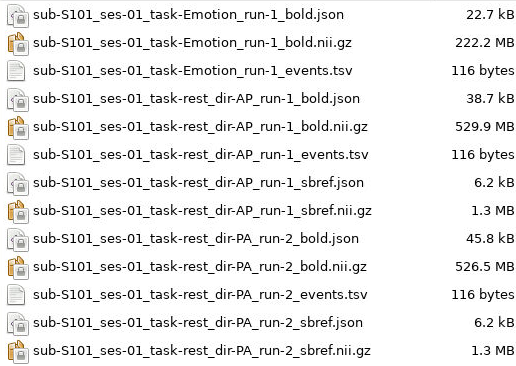 sub-S101_ses-01_task-Emotion_run-1_bold.json 22.7 kB
sub-S101_ses-01_task-Emotion_run-1_bold.nii.gz 222.2 MB
sub-S101_ses-01_task-Emotion_run-1_events.tsv 116 bytes
sub-S101_ses-01_task-rest_dir-AP_run-1_bold.json 38.7 kB
sub-S101_ses-01_task-rest_dir-AP_run-1_bold.nii.gz 529.9 MB
sub-S101_ses-01_task-rest_dir-AP_run-1_events.tsv 116 bytes
sub-S101_ses-01_task-rest_dir-AP_run-1_sbref.json 6.2 kB
sub-S101_ses-01_task-rest_dir-AP_run-1_sbref.nii.gz 1.3 MB
sub-S101_ses-01_task-rest_dir-PA_run-2_bold.json 45.8 kB
sub-S101_ses-01_task-rest_dir-PA_run-2_bold.nii.gz 526.5 MB
sub-S101_ses-01_task-rest_dir-PA_run-2_events.tsv 116 bytes
sub-S101_ses-01_task-rest_dir-PA_run-2_sbref.json 6.2 kB
sub-S101_ses-01_task-rest_dir-PA_run-2_sbref.nii.gz 1.3 MB